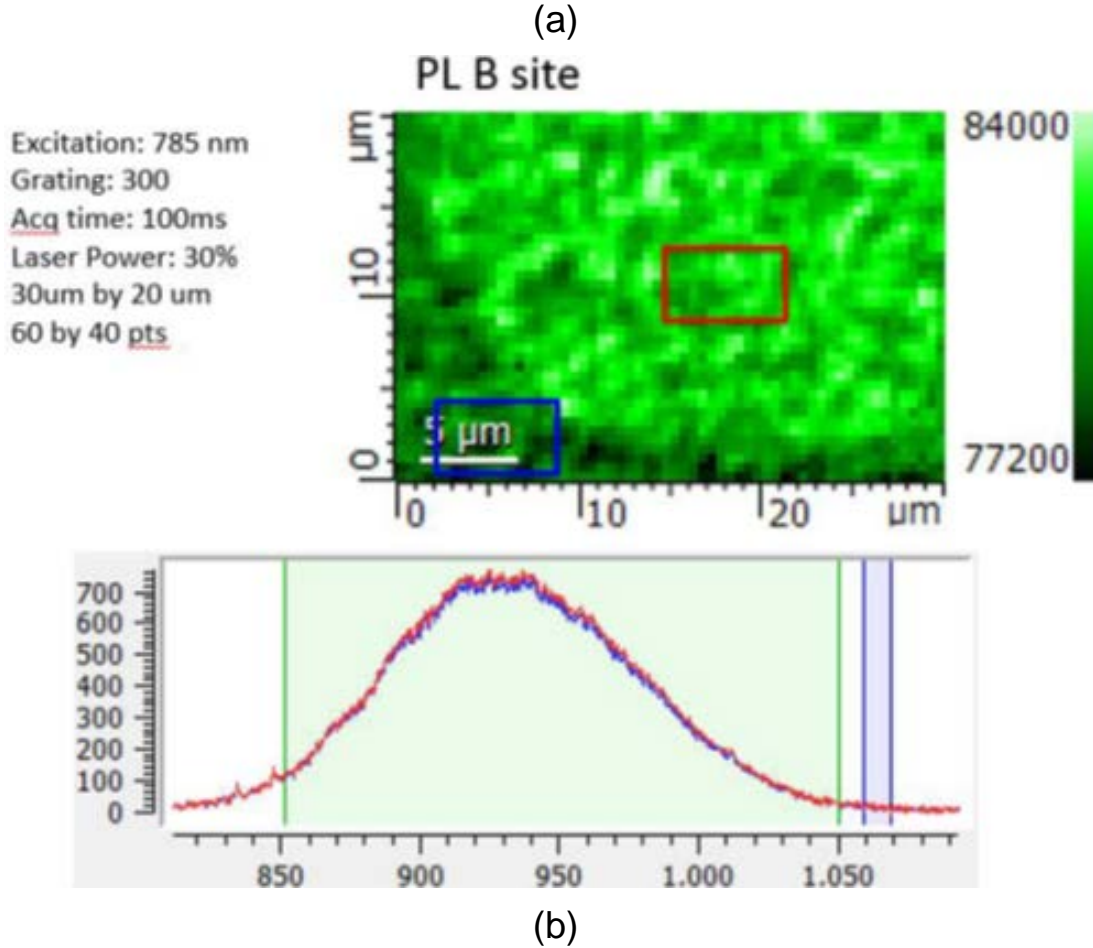 (a)
PL B site
Excitation: 785 nm
Grating: 300
Acq time: 100ms
Laser Power: 30%
30um by 20 um
60 by 40 pts
µm
10
0
5 µm
0 10 20 µm
84000
77200
700
600
500
400
300
200
100
0
850 900 950 1.000 1.050
(b)